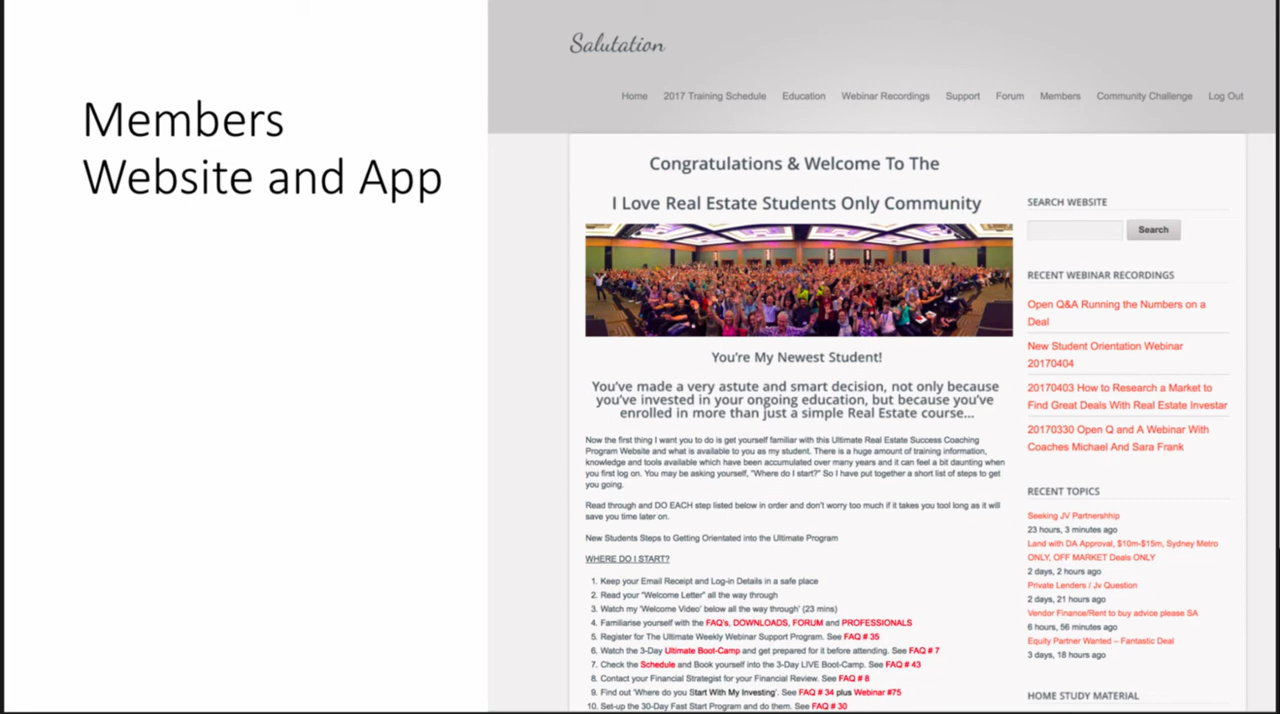 Members
Website and App
Salutation
Home 2017 Training Schedule Education Webinar Recordings Support Forum Members Community Challenge Log Out
Congratulations & Welcome To The
I Love Real Estate Students Only Community
You're My Newest Student!
You've made a very astute and smart decision, not only because
you've invested in your ongoing education, but because you've
enrolled in more than just a simple Real Estate course...
Now the first thing I want you to do is get yourself familiar with this Ultimate Real Estate Success Coaching
Program Website and what is available to you as my student. There is a huge amount of training information,
knowledge and tools available which have been accumulated over many years and it can feel a bit daunting when
you first log on. You may be asking yourself, "Where do I start?" So I have put together a short list of steps to get
you going.
Read through and DO EACH step listed below in order and don't worry too much if it takes you tool long as it will
save you time later on.
New Students Steps to Getting Orientated into the Ultimate Program
WHERE DO I START?
1. Keep your Email Receipt and Log-in Details in a safe place
2. Read your "Welcome Letter" all the way through
3. Watch my 'Welcome Video' below all the way through' (23 mins)
4. Familiarise yourself with the FAQ's, DOWNLOADS, FORUM and PROFESSIONALS
5. Register for The Ultimate Weekly Webinar Support Program. See FAQ # 35
6. Watch the 3-Day Ultimate Boot-Camp and get prepared for it before attending. See FAQ # 7
7. Check the Schedule and Book yourself into the 3-Day LIVE Boot-Camp. See FAQ # 43
8. Contact your Financial Strategist for your Financial Review. See FAQ # 8
9. Find out 'Where do you Start With My Investing'. See FAQ # 34 plus Webinar #75
10. Set-up the 30-Day Fast Start Program and do them. See FAQ # 30
SEARCH WEBSITE
Search
RECENT WEBINAR RECORDINGS
Open Q&A Running the Numbers on a
Deal
New Student Orientation Webinar
20170404
20170403 How to Research a Market to
Find Great Deals With Real Estate Investar
20170330 Open Q and A Webinar With
Coaches Michael And Sara Frank
RECENT TOPICS
Seeking JV Partnershhip
23 hours, 3 minutes ago
Land with DA Approval, $10m-$15m, Sydney Metro
ONLY, OFF MARKET Deals ONLY
2 days, 2 hours ago
Private Lenders / Jv Question
2 days, 21 hours ago
Vendor Finance/Rent to buy advice please SA
6 hours, 56 minutes ago
Equity Partner Wanted – Fantastic Deal
3 days, 18 hours ago
HOME STUDY MATERIAL